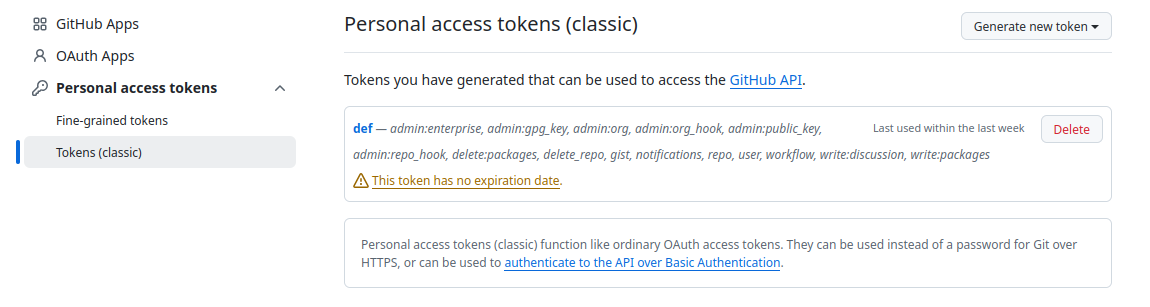 GitHub Apps
OAuth Apps
Personal access tokens
Fine-grained tokens
Tokens (classic)
Personal access tokens (classic)
Generate new token
Tokens you have generated that can be used to access the GitHub API.
def — admin:enterprise, admin:gpg_key, admin:org, admin:org_hook, admin:public_key,
Last used within the last week
Delete
admin:repo_hook, delete:packages, delete_repo, gist, notifications, repo, user, workflow, write:discussion, write:packages
This token has no expiration date.
Personal access tokens (classic) function like ordinary OAuth access tokens. They can be used instead of a password for Git over
HTTPS, or can be used to authenticate to the API over Basic Authentication.